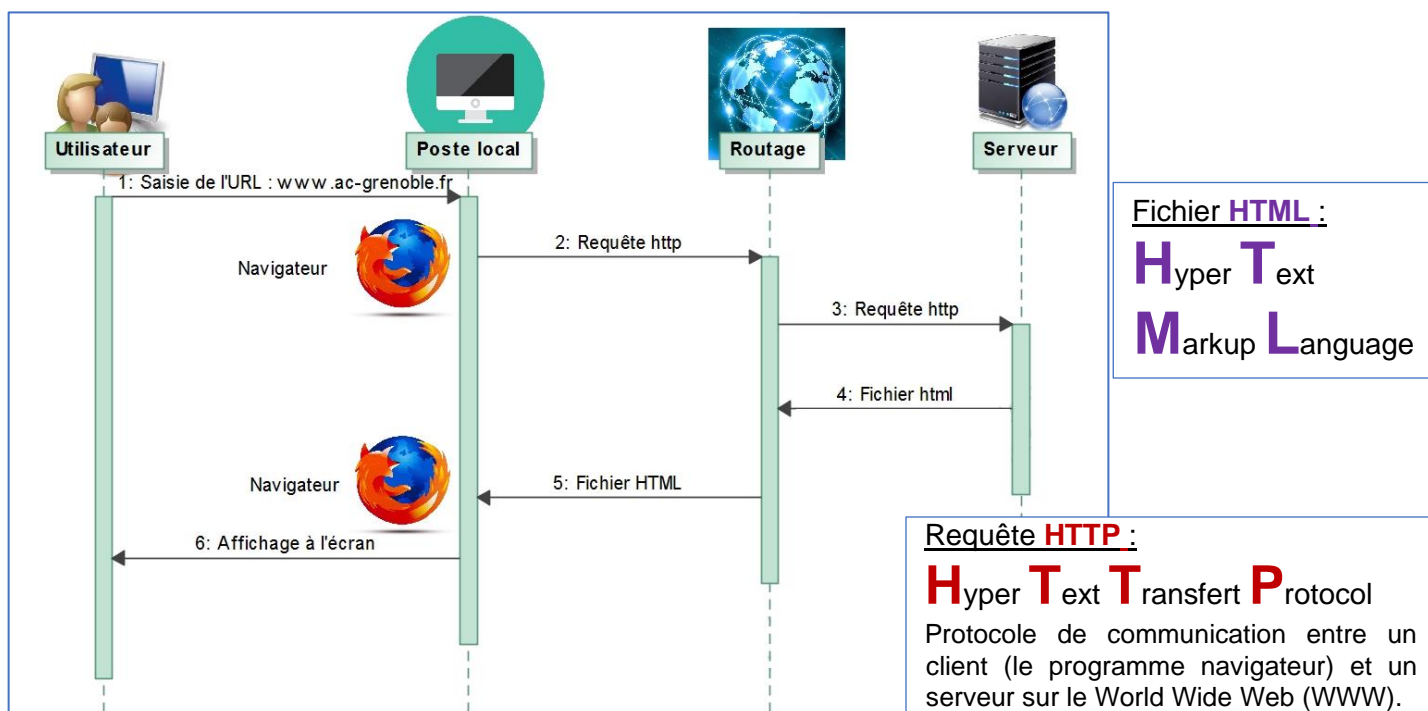 Utilisateur
Poste local
Routage
Serveur
1: Saisie de l'URL : www.ac-grenoble.fr
Navigateur
2: Requête http
3: Requête http
4: Fichier html
Navigateur
5: Fichier HTML
6: Affichage à l'écran
Fichier HTML :
Hyper Text
Markup Language
Requête HTTP :
Hyper Text Transfert Protocol
Protocole de communication entre un
client (le programme navigateur) et un
serveur sur le World Wide Web (WWW).